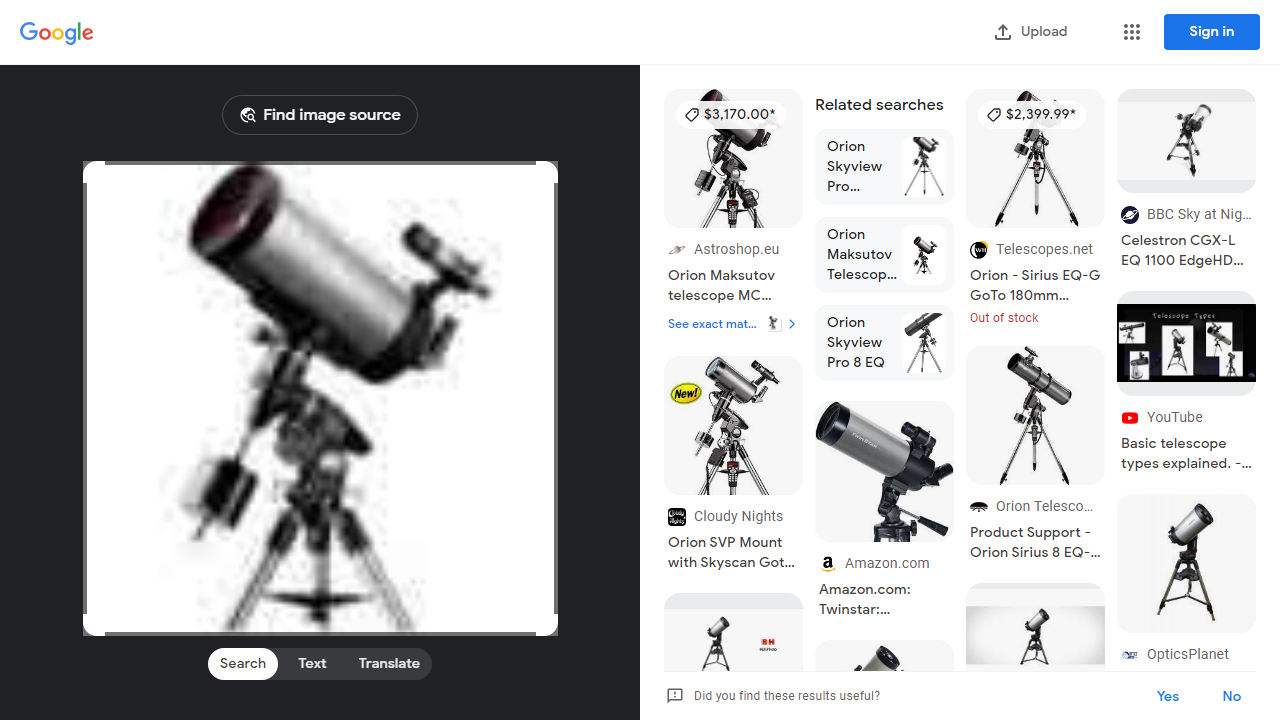 Google
Upload
Sign in
Find image source
Search
Text
Translate
$3,170.00*
Astroshop.eu
Orion Maksutov
telescope MC...
See exact mat...
New!
Cloudy Nights
Orion SVP Mount
with Skyscan Got...
Related searches
Orion
Skyview
Pro...
Orion
Maksutov
Telescop...
Orion
Skyview
Pro 8 EQ
Amazon.com
Amazon.com:
Twinstar:...
$2,399.99*
Telescopes.net
Orion - Sirius EQ-G
GoTo 180mm...
Out of stock
Orion Telesco...
Product Support -
Orion Sirius 8 EQ-...
BBC Sky at Nig...
Celestron CGX-L
EQ 1100 EdgeHD...
Telescope Types
YouTube
Basic telescope
types explained. -...
OpticsPlanet
Did you find these results useful?
Yes
No